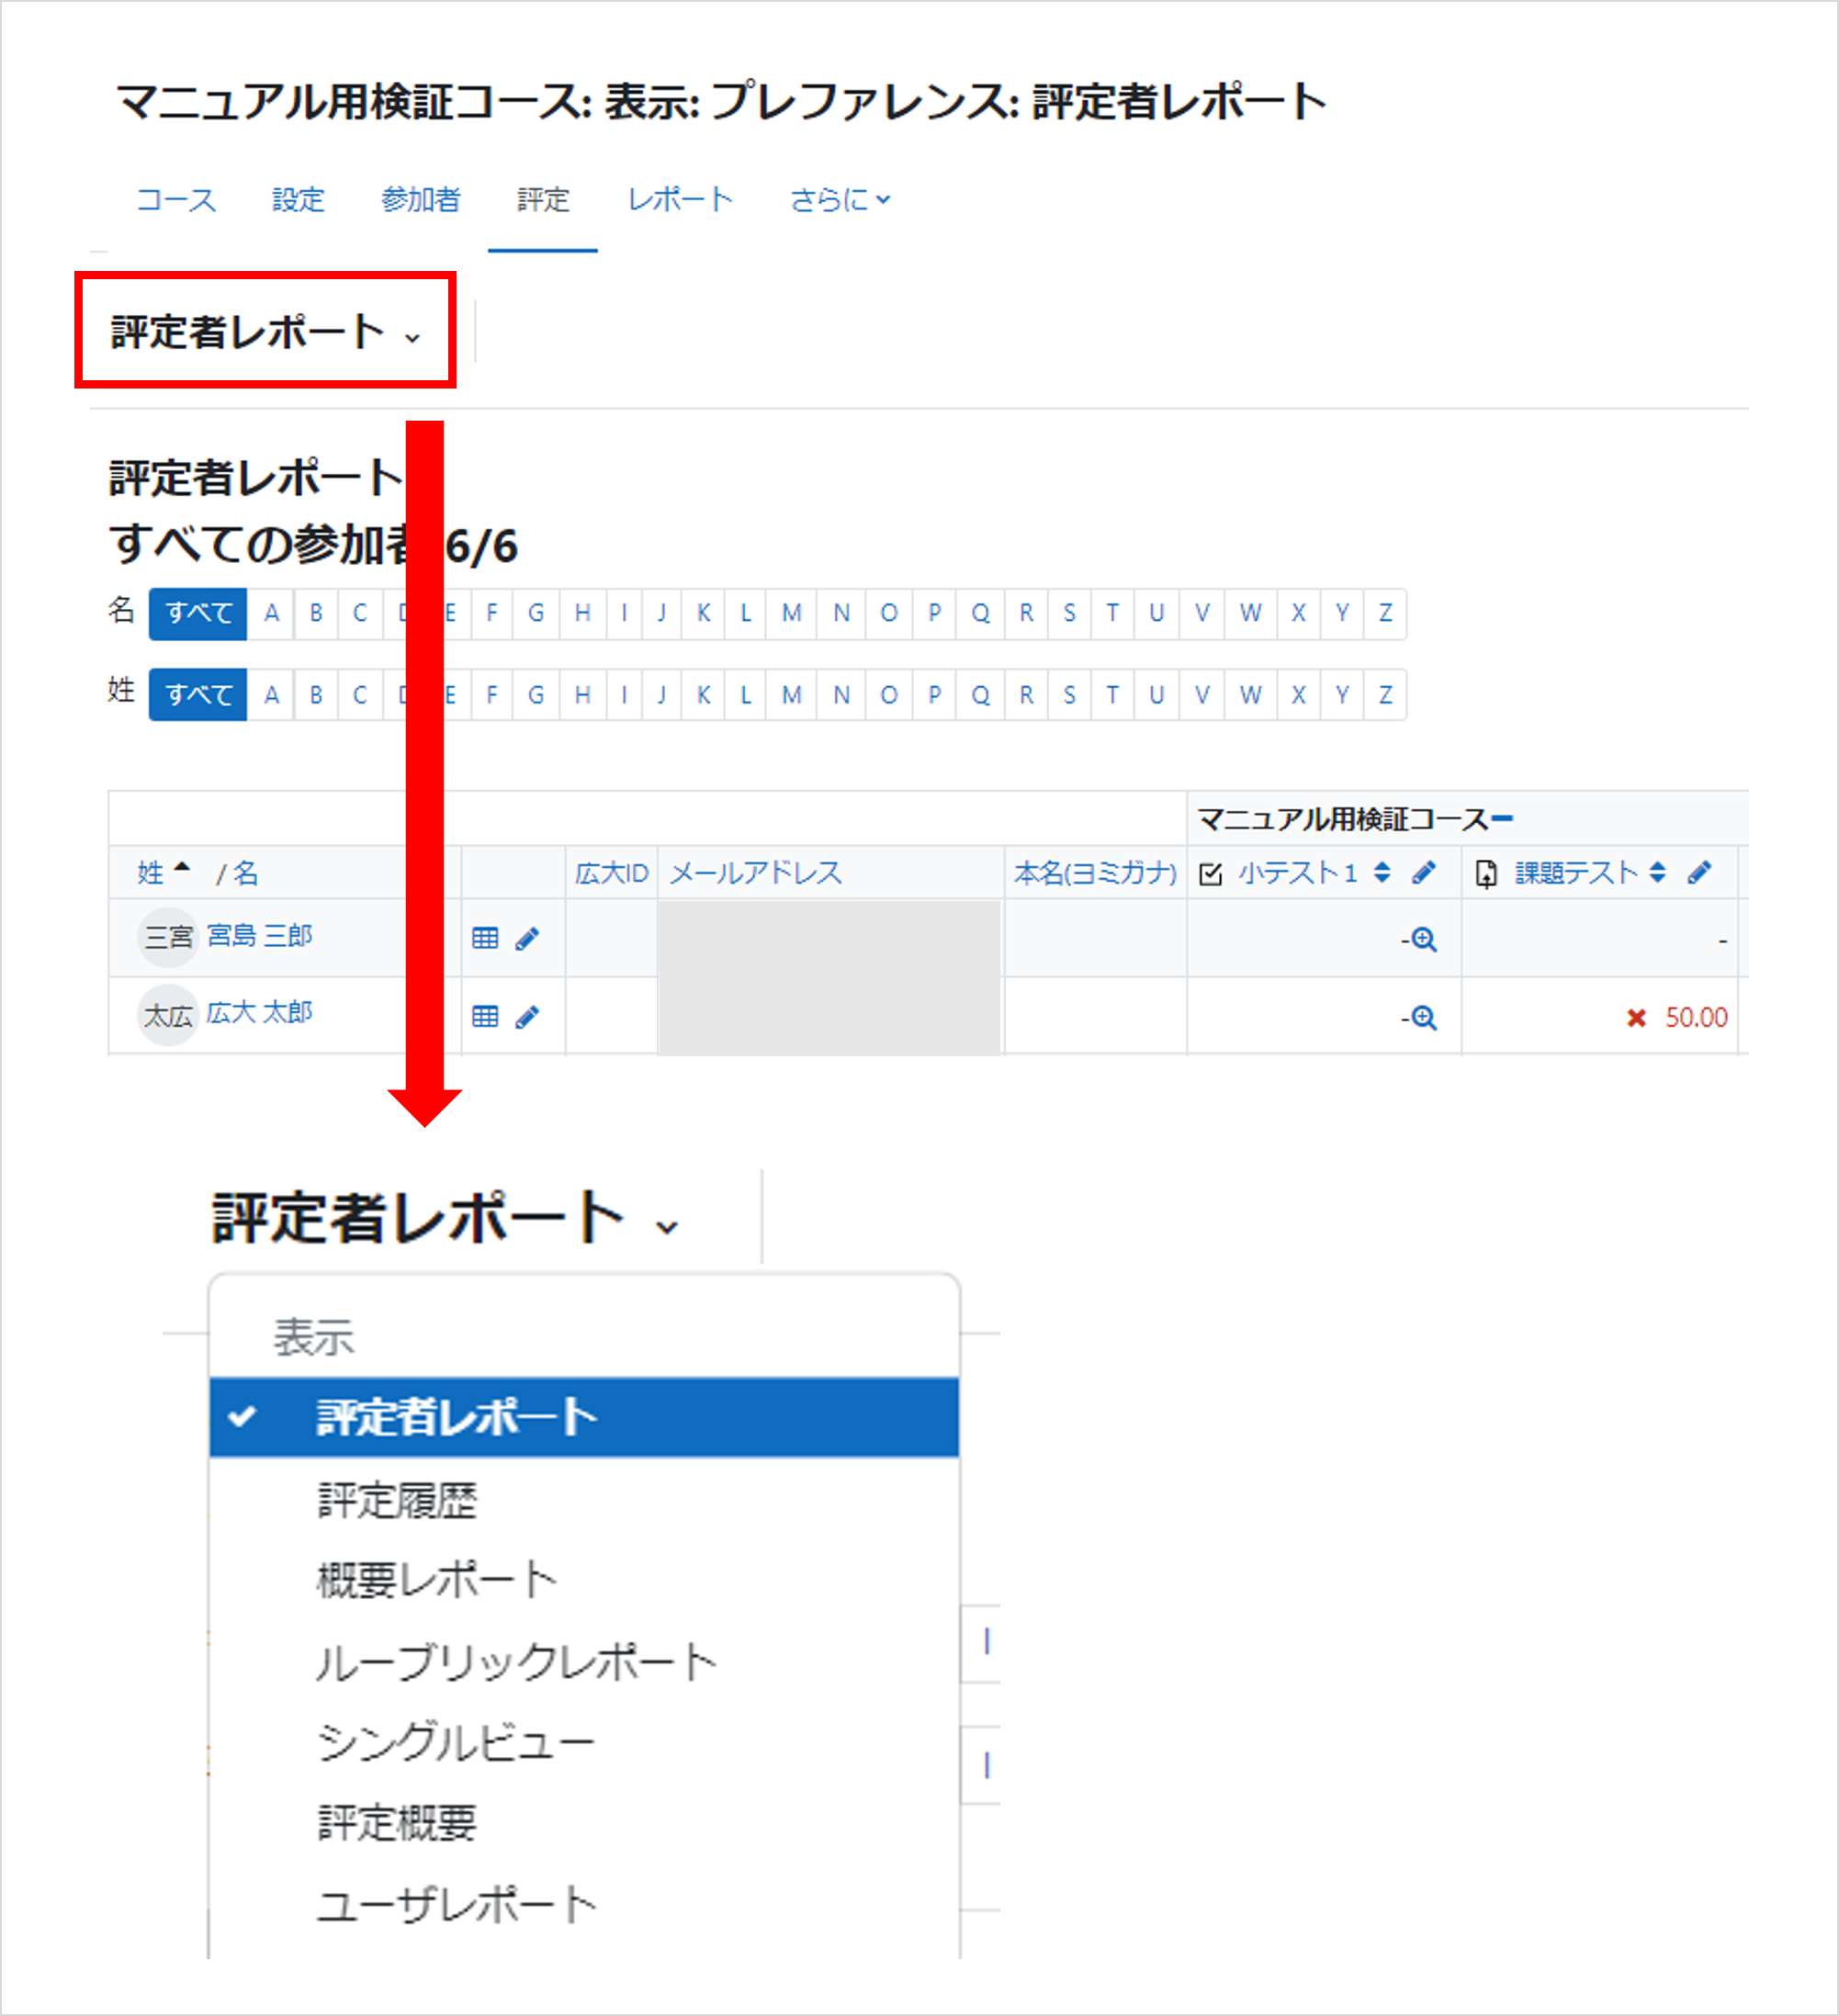 マニュアル用検証コース: 表示: プレファレンス: 評定者レポート
コース 設定 参加者 評定 レポート さらに
評定者レポート
評定者レポート
すべての参加者 6/6
名 すべて A B C D E F G H I J K L M N O P Q R S T U V W X Y Z
姓 すべて A B C D E F G H I J K L M N O P Q R S T U V W X Y Z
マニュアル用検証コース
姓 / 名 広大ID メールアドレス 本名(ヨミガナ) 小テスト1 課題テスト
三宮 宮島 三郎 - -
太広 広大 太郎 - 50.00
評定者レポート
表示
評定者レポート
評定履歴
概要レポート
ルーブリックレポート
シングルビュー
評定概要
ユーザレポート